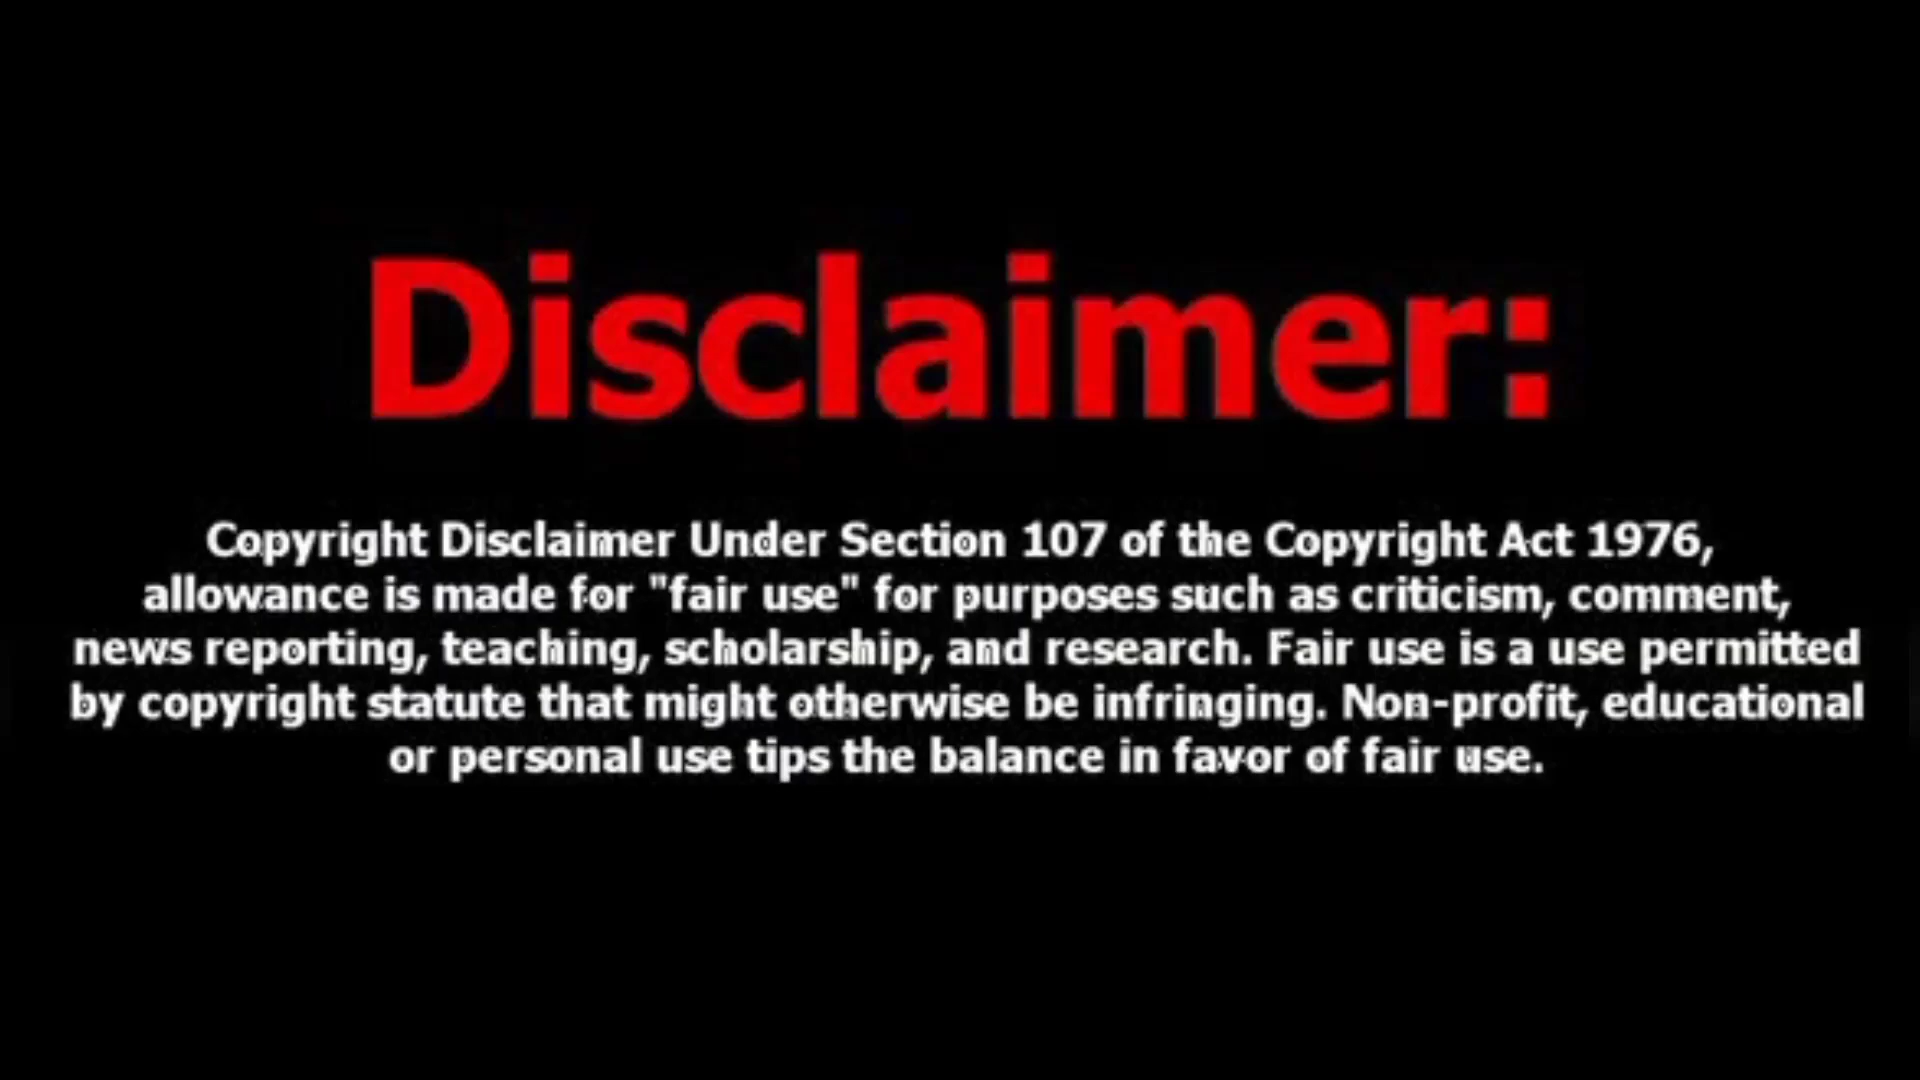 Disclaimer:
Copyright Disclaimer Under Section 107 of the Copyright Act 1976,
allowance is made for "fair use" for purposes such as criticism, comment,
news reporting, teaching, scholarship, and research. Fair use is a use permitted
by copyright statute that might otherwise be infringing. Non-profit, educational
or personal use tips the balance in favor of fair use.